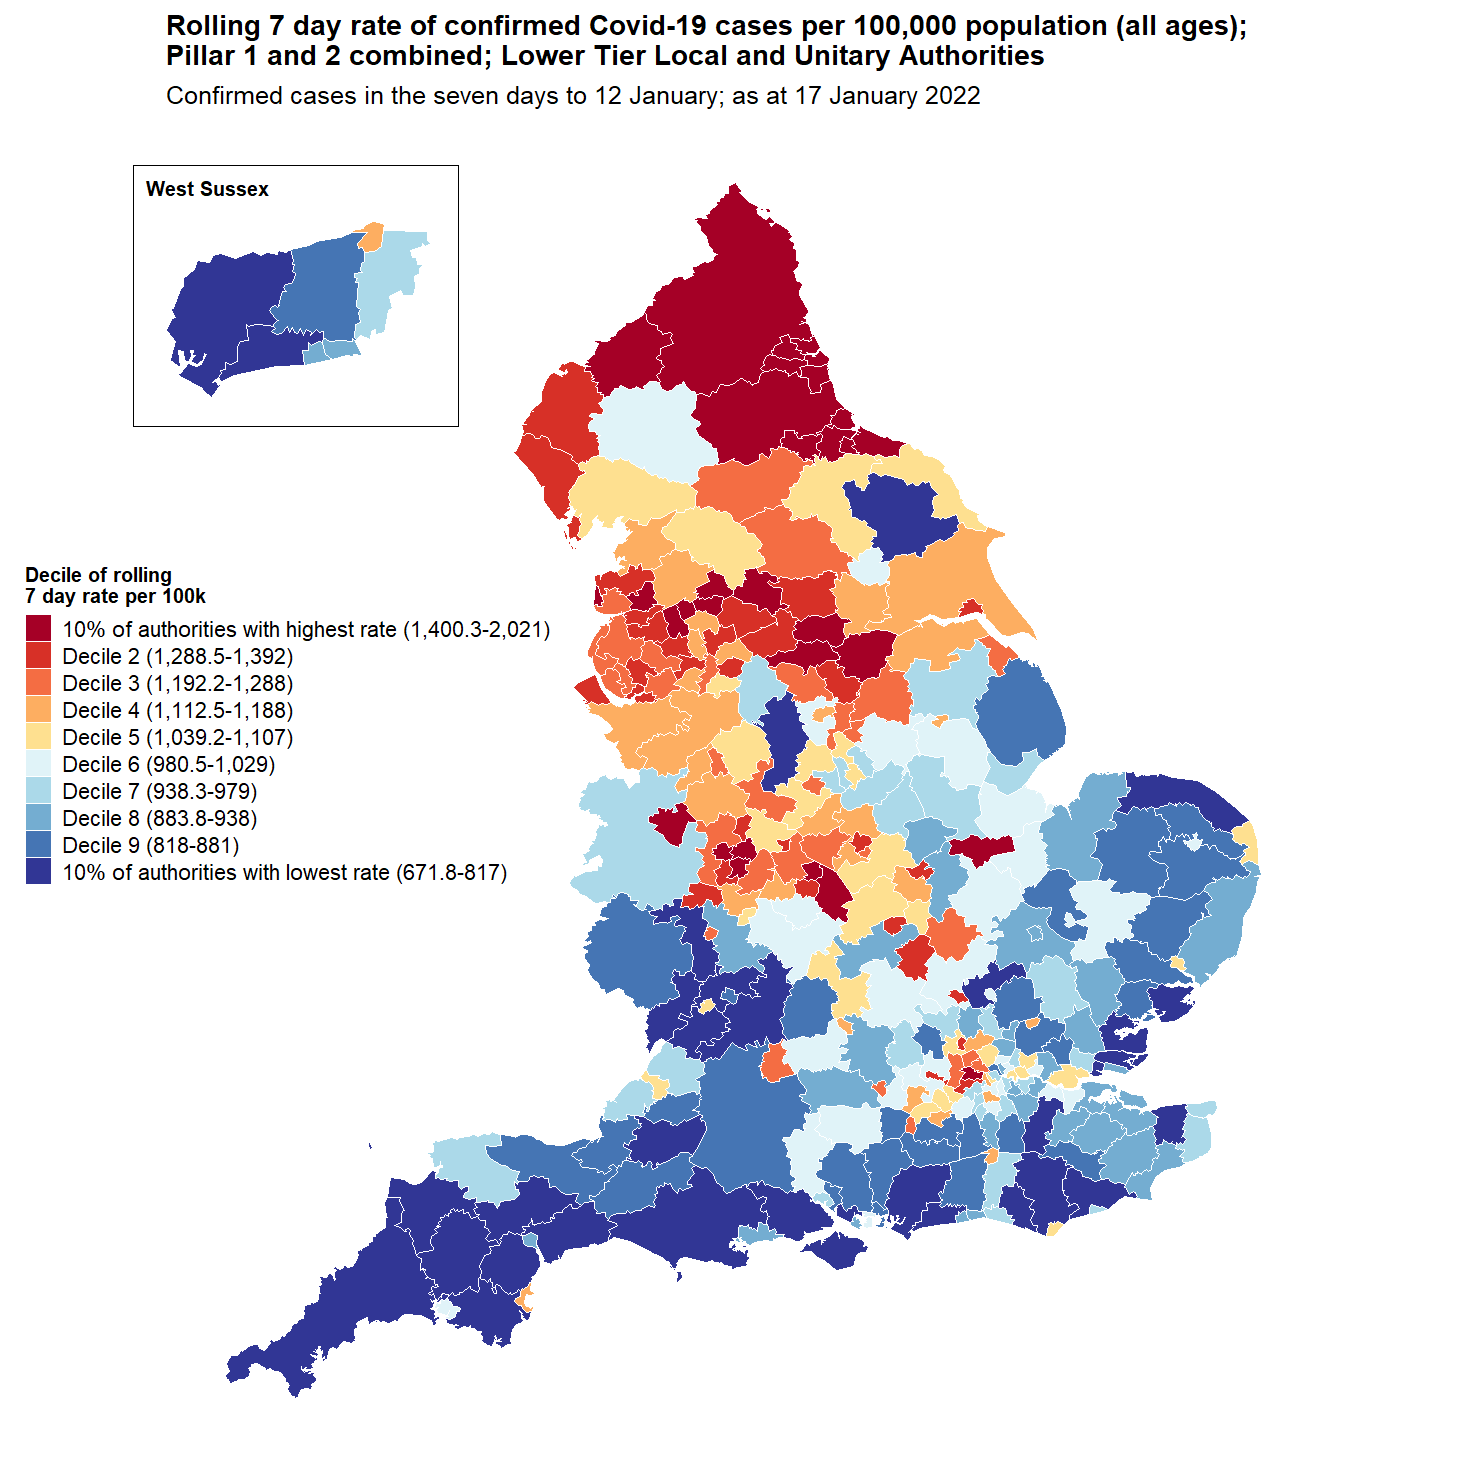 Rolling 7 day rate of confirmed Covid-19 cases per 100,000 population (all ages);
Pillar 1 and 2 combined; Lower Tier Local and Unitary Authorities
Confirmed cases in the seven days to 12 January; as at 17 January 2022
West Sussex
Decile of rolling
7 day rate per 100k
10% of authorities with highest rate (1,400.3-2,021)
Decile 2 (1,288.5-1,392)
Decile 3 (1,192.2-1,288)
Decile 4 (1,112.5-1,188)
Decile 5 (1,039.2-1,107)
Decile 6 (980.5-1,029)
Decile 7 (938.3-979)
Decile 8 (883.8-938)
Decile 9 (818-881)
10% of authorities with lowest rate (671.8-817)